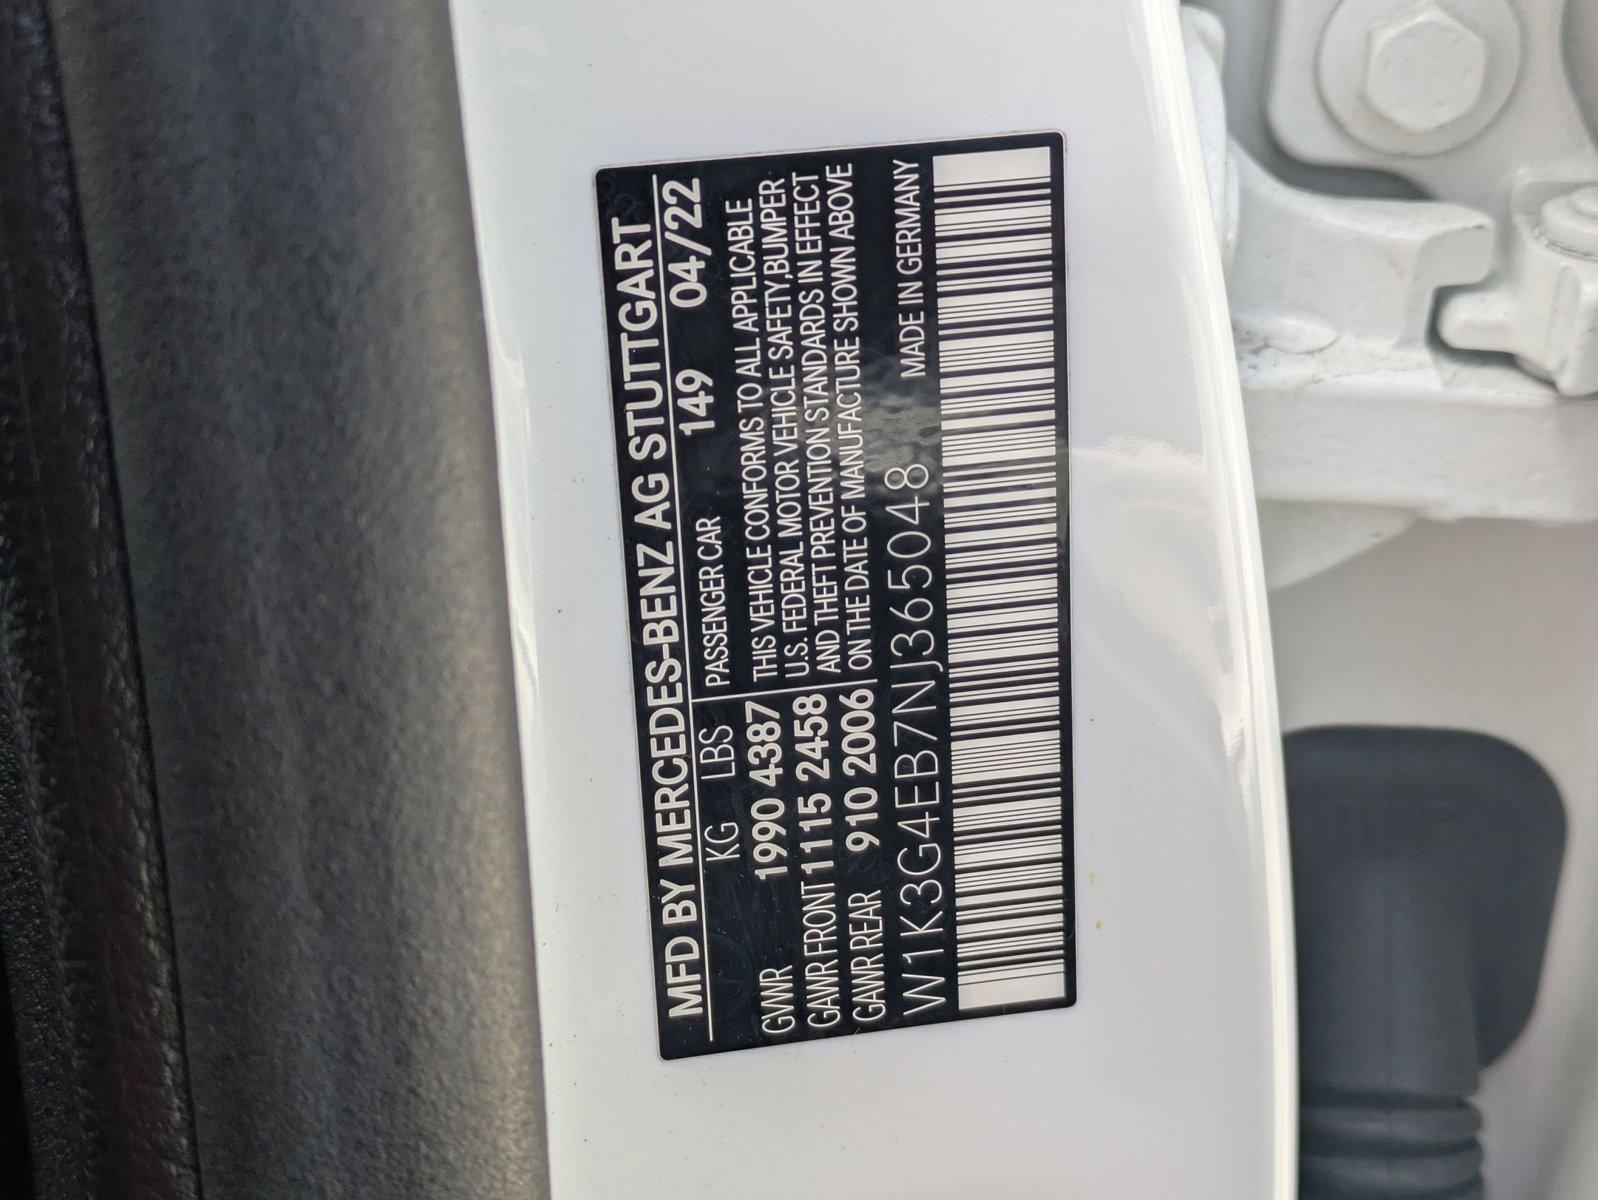 MFD BY MERCEDES-BENZ AG STUTTGART
KG LBS PASSENGER CAR 149 04/22
GVWR 1990 4387 THIS VEHICLE CONFORMS TO ALL APPLICABLE
GAWR FRONT 1115 2458 U.S. FEDERAL MOTOR VEHICLE SAFETY,BUMPER
GAWR REAR 910 2006 AND THEFT PREVENTION STANDARDS IN EFFECT
ON THE DATE OF MANUFACTURE SHOWN ABOVE
W1K3G4EB7NJ365048 MADE IN GERMANY